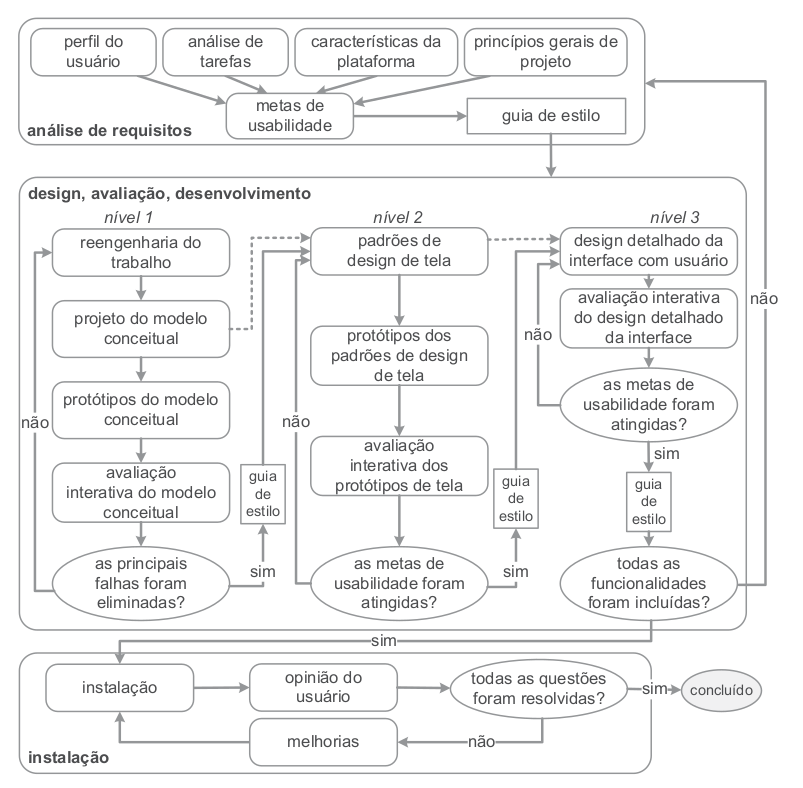 perfil do
usuário
análise de
tarefas
características da
plataforma
princípios gerais de
projeto
metas de
usabilidade
guia de estilo
análise de requisitos
design, avaliação, desenvolvimento
nível 1
reengenharia do
trabalho
projeto do modelo
conceitual
protótipos do modelo
conceitual
não
avaliação
interativa do modelo
conceitual
as principais
falhas foram
eliminadas?
sim
guia
de
estilo
nível 2
padrões de
design de tela
protótipos dos
padrões de design
de tela
não
avaliação
interativa dos
protótipos de tela
as metas de
usabilidade foram
atingidas?
sim
guia
de
estilo
nível 3
design detalhado da
interface com usuário
avaliação interativa
do design detalhado
da interface
não
as metas de
usabilidade foram
atingidas?
sim
guia
de
estilo
todas as
funcionalidades
foram incluídas?
não
sim
instalação
opinião do
usuário
todas as questões
foram resolvidas?
sim
concluído
não
melhorias
instalação